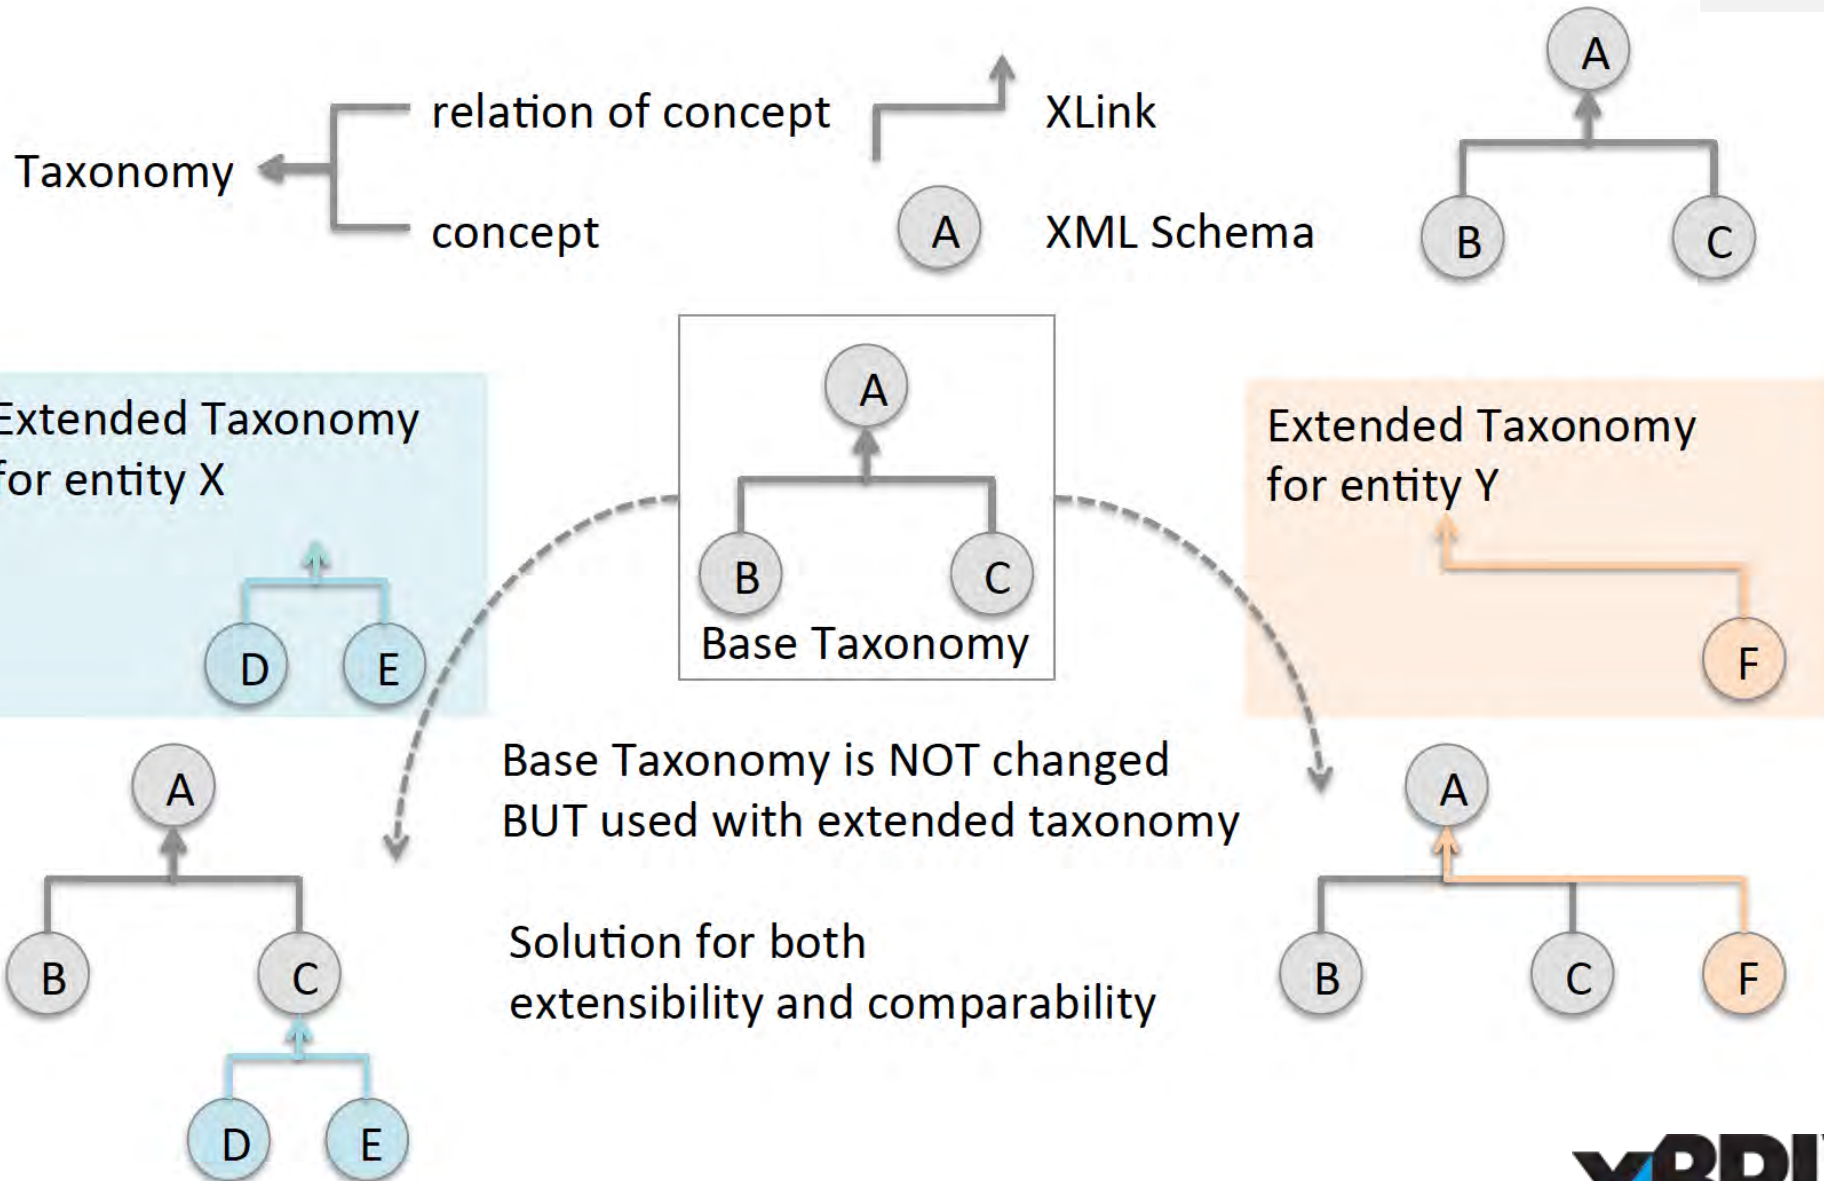 relation of concept
XLink
Taxonomy
concept
A
XML Schema
A
B
C
Extended Taxonomy
for entity X
D
E
A
B
C
Base Taxonomy
Extended Taxonomy
for entity Y
F
Base Taxonomy is NOT changed
BUT used with extended taxonomy
Solution for both
extensibility and comparability
A
B
C
D
E
A
B
C
F